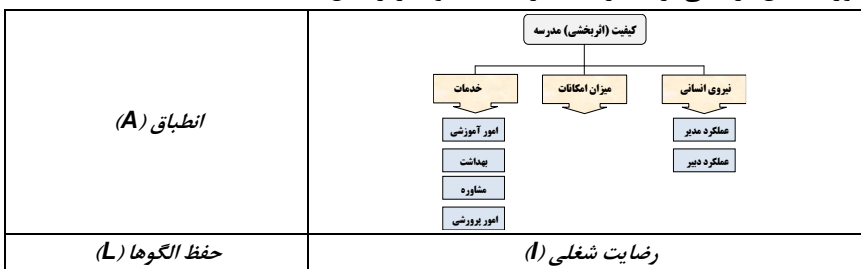 کیفیت (اثربخشی) مدرسه
نیروی انسانی
میزان امکانات
خدمات
عملکرد مدیر
عملکرد دبیر
امور آموزشی
بهداشت
مشاوره
امور پرورشی
انطباق (A)
رضایت شغلی (I)
حفظ الگوها (L)